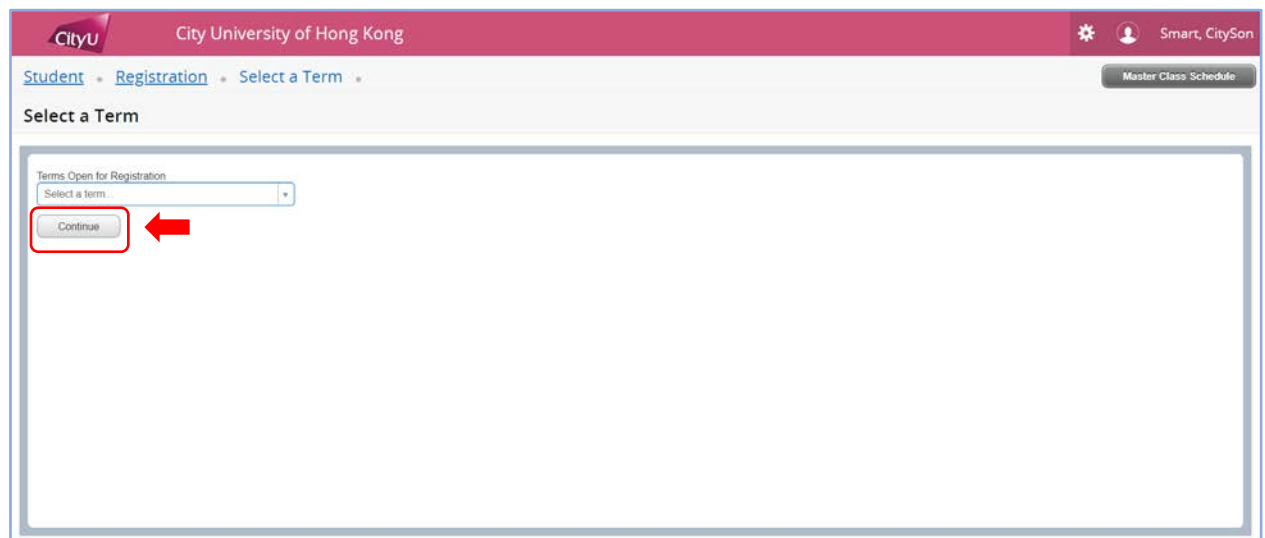 CityU City University of Hong Kong Smart, CitySon
Student • Registration • Select a Term •
Master Class Schedule
Select a Term
Terms Open for Registration
Select a term...
Continue